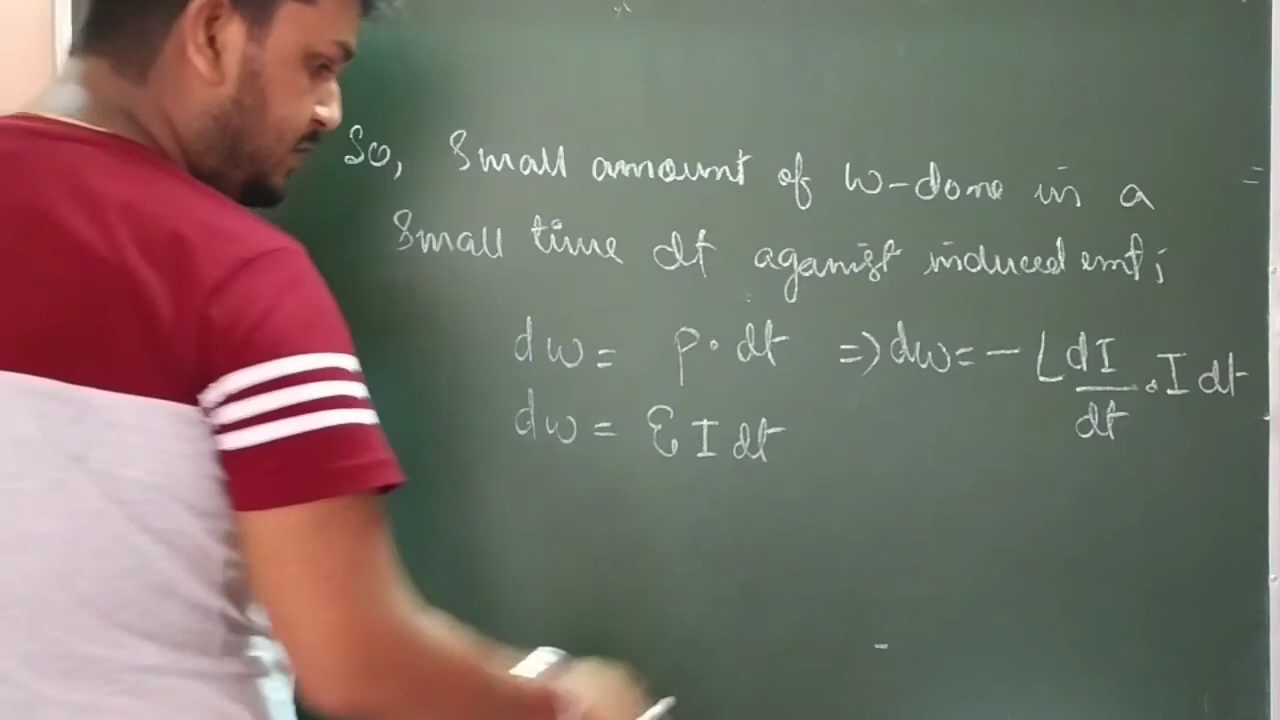 So, Small amount of w-done in a =
Small time dt against induced emf;
dw = P. dt => dw = - L dI/dt . I dt
dw = ℇ I dt